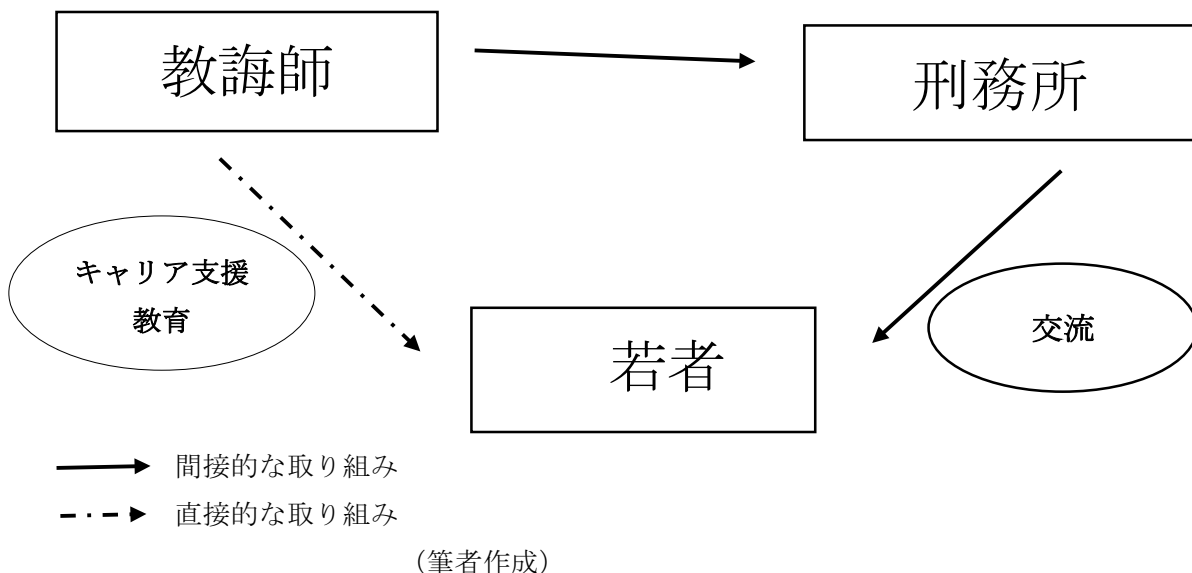 教誨師
刑務所
キャリア支援
教育
交流
若者
間接的な取り組み
直接的な取り組み
（筆者作成）